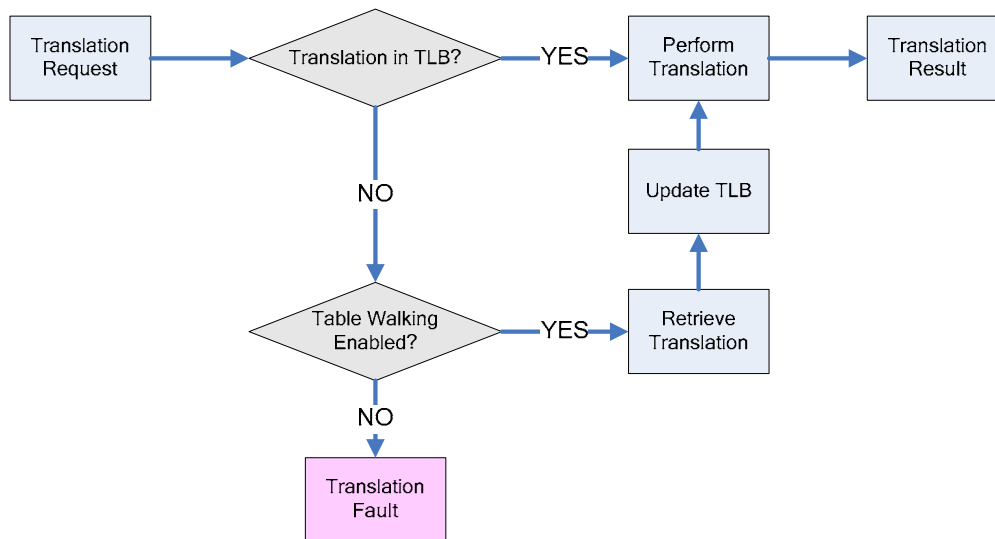 Translation
Request
Translation in TLB?
YES
Perform
Translation
Translation
Result
NO
Update TLB
Table Walking
Enabled?
YES
Retrieve
Translation
NO
Translation
Fault